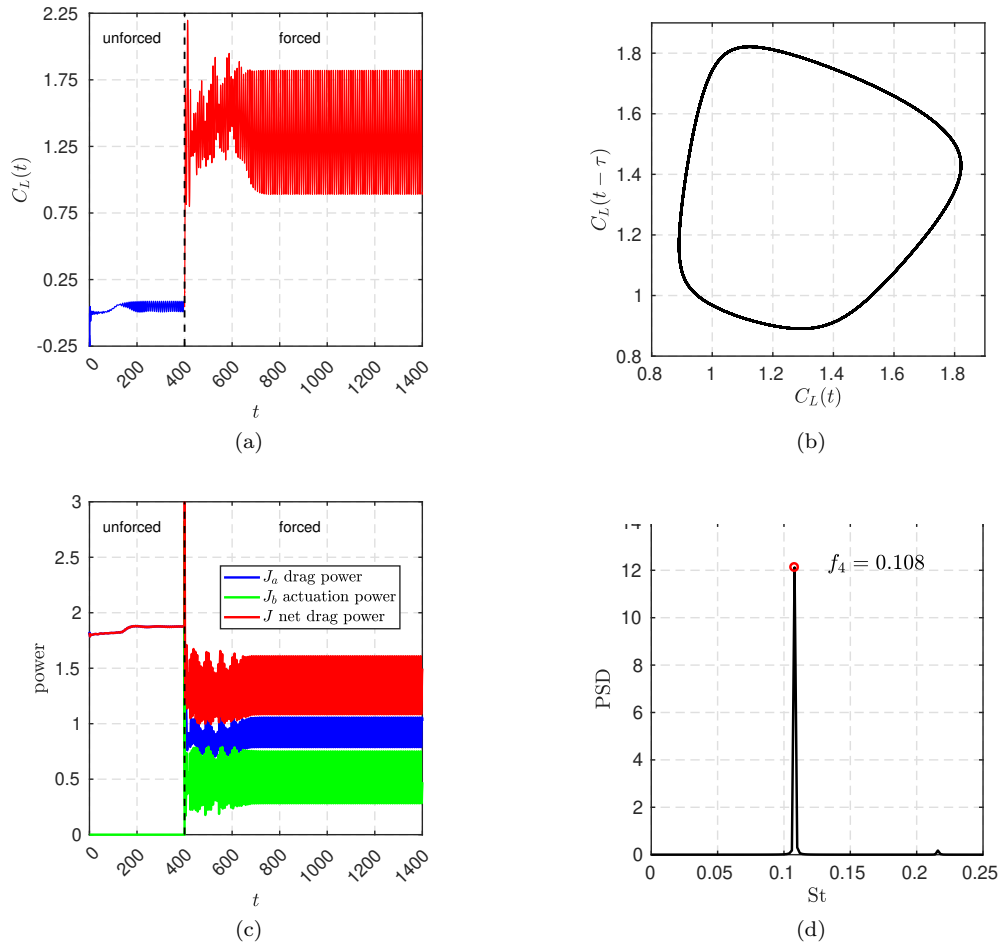 2.25
1.75
1.25
0.75
0.25
-0.25
C_L(t)
unforced
forced
0
200
400
600
800
1000
1200
1400
t
(a)
1.8
1.6
1.4
1.2
1
0.8
C_L(t − τ)
0.8
1
1.2
1.4
1.6
1.8
C_L(t)
(b)
3
2.5
2
1.5
1
0.5
0
power
unforced
forced
J_a drag power
J_b actuation power
J net drag power
0
200
400
600
800
1000
1200
1400
t
(c)
14
12
10
8
6
4
2
0
PSD
f_4 = 0.108
0
0.05
0.1
0.15
0.2
0.25
St
(d)